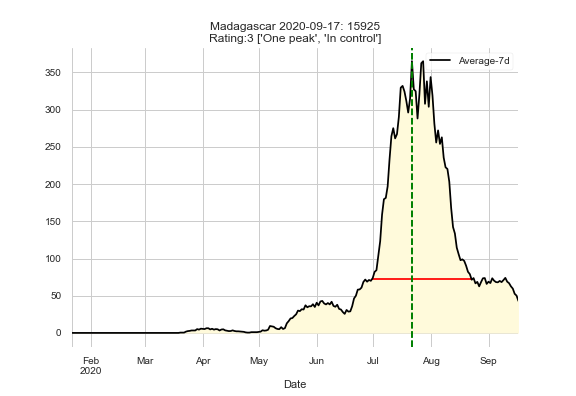 Madagascar 2020-09-17: 15925
Rating:3 ['One peak', 'In control']
Average-7d
350
300
250
200
150
100
50
0
Feb Mar Apr May Jun Jul Aug Sep
2020
Date